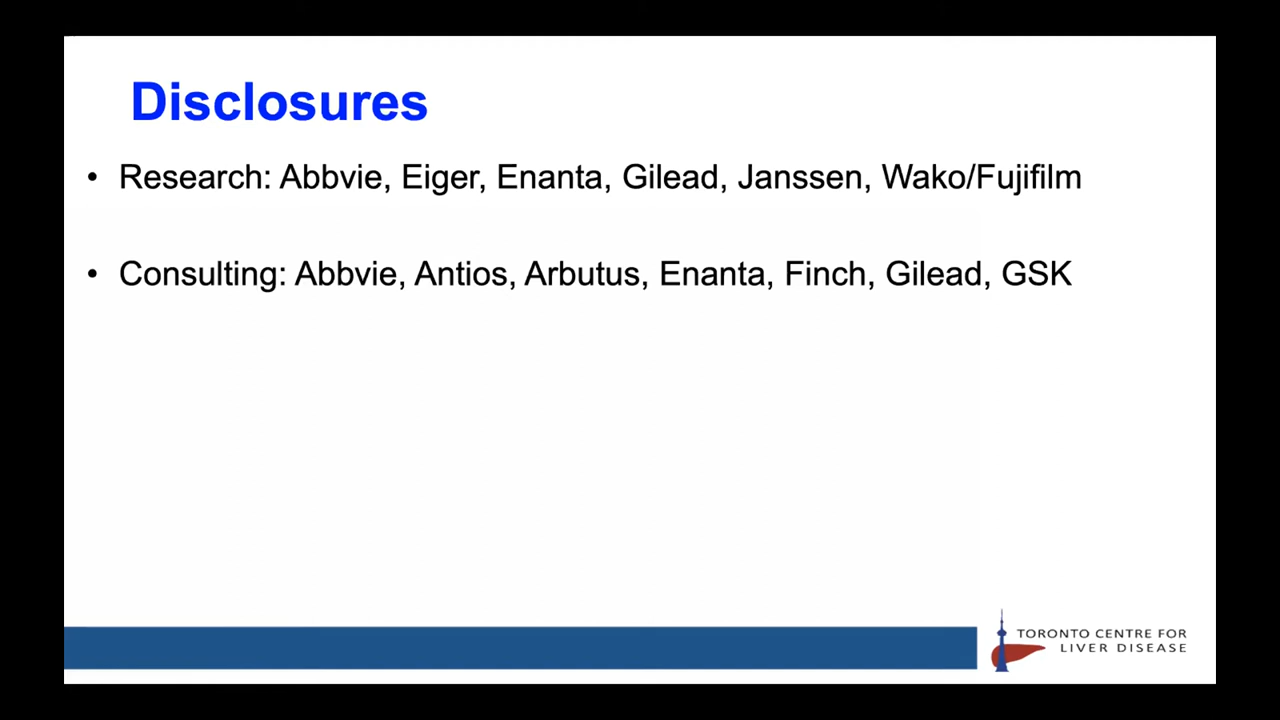 Disclosures
• Research: Abbvie, Eiger, Enanta, Gilead, Janssen, Wako/Fujifilm
• Consulting: Abbvie, Antios, Arbutus, Enanta, Finch, Gilead, GSK
TORONTO CENTRE FOR
LIVER DISEASE